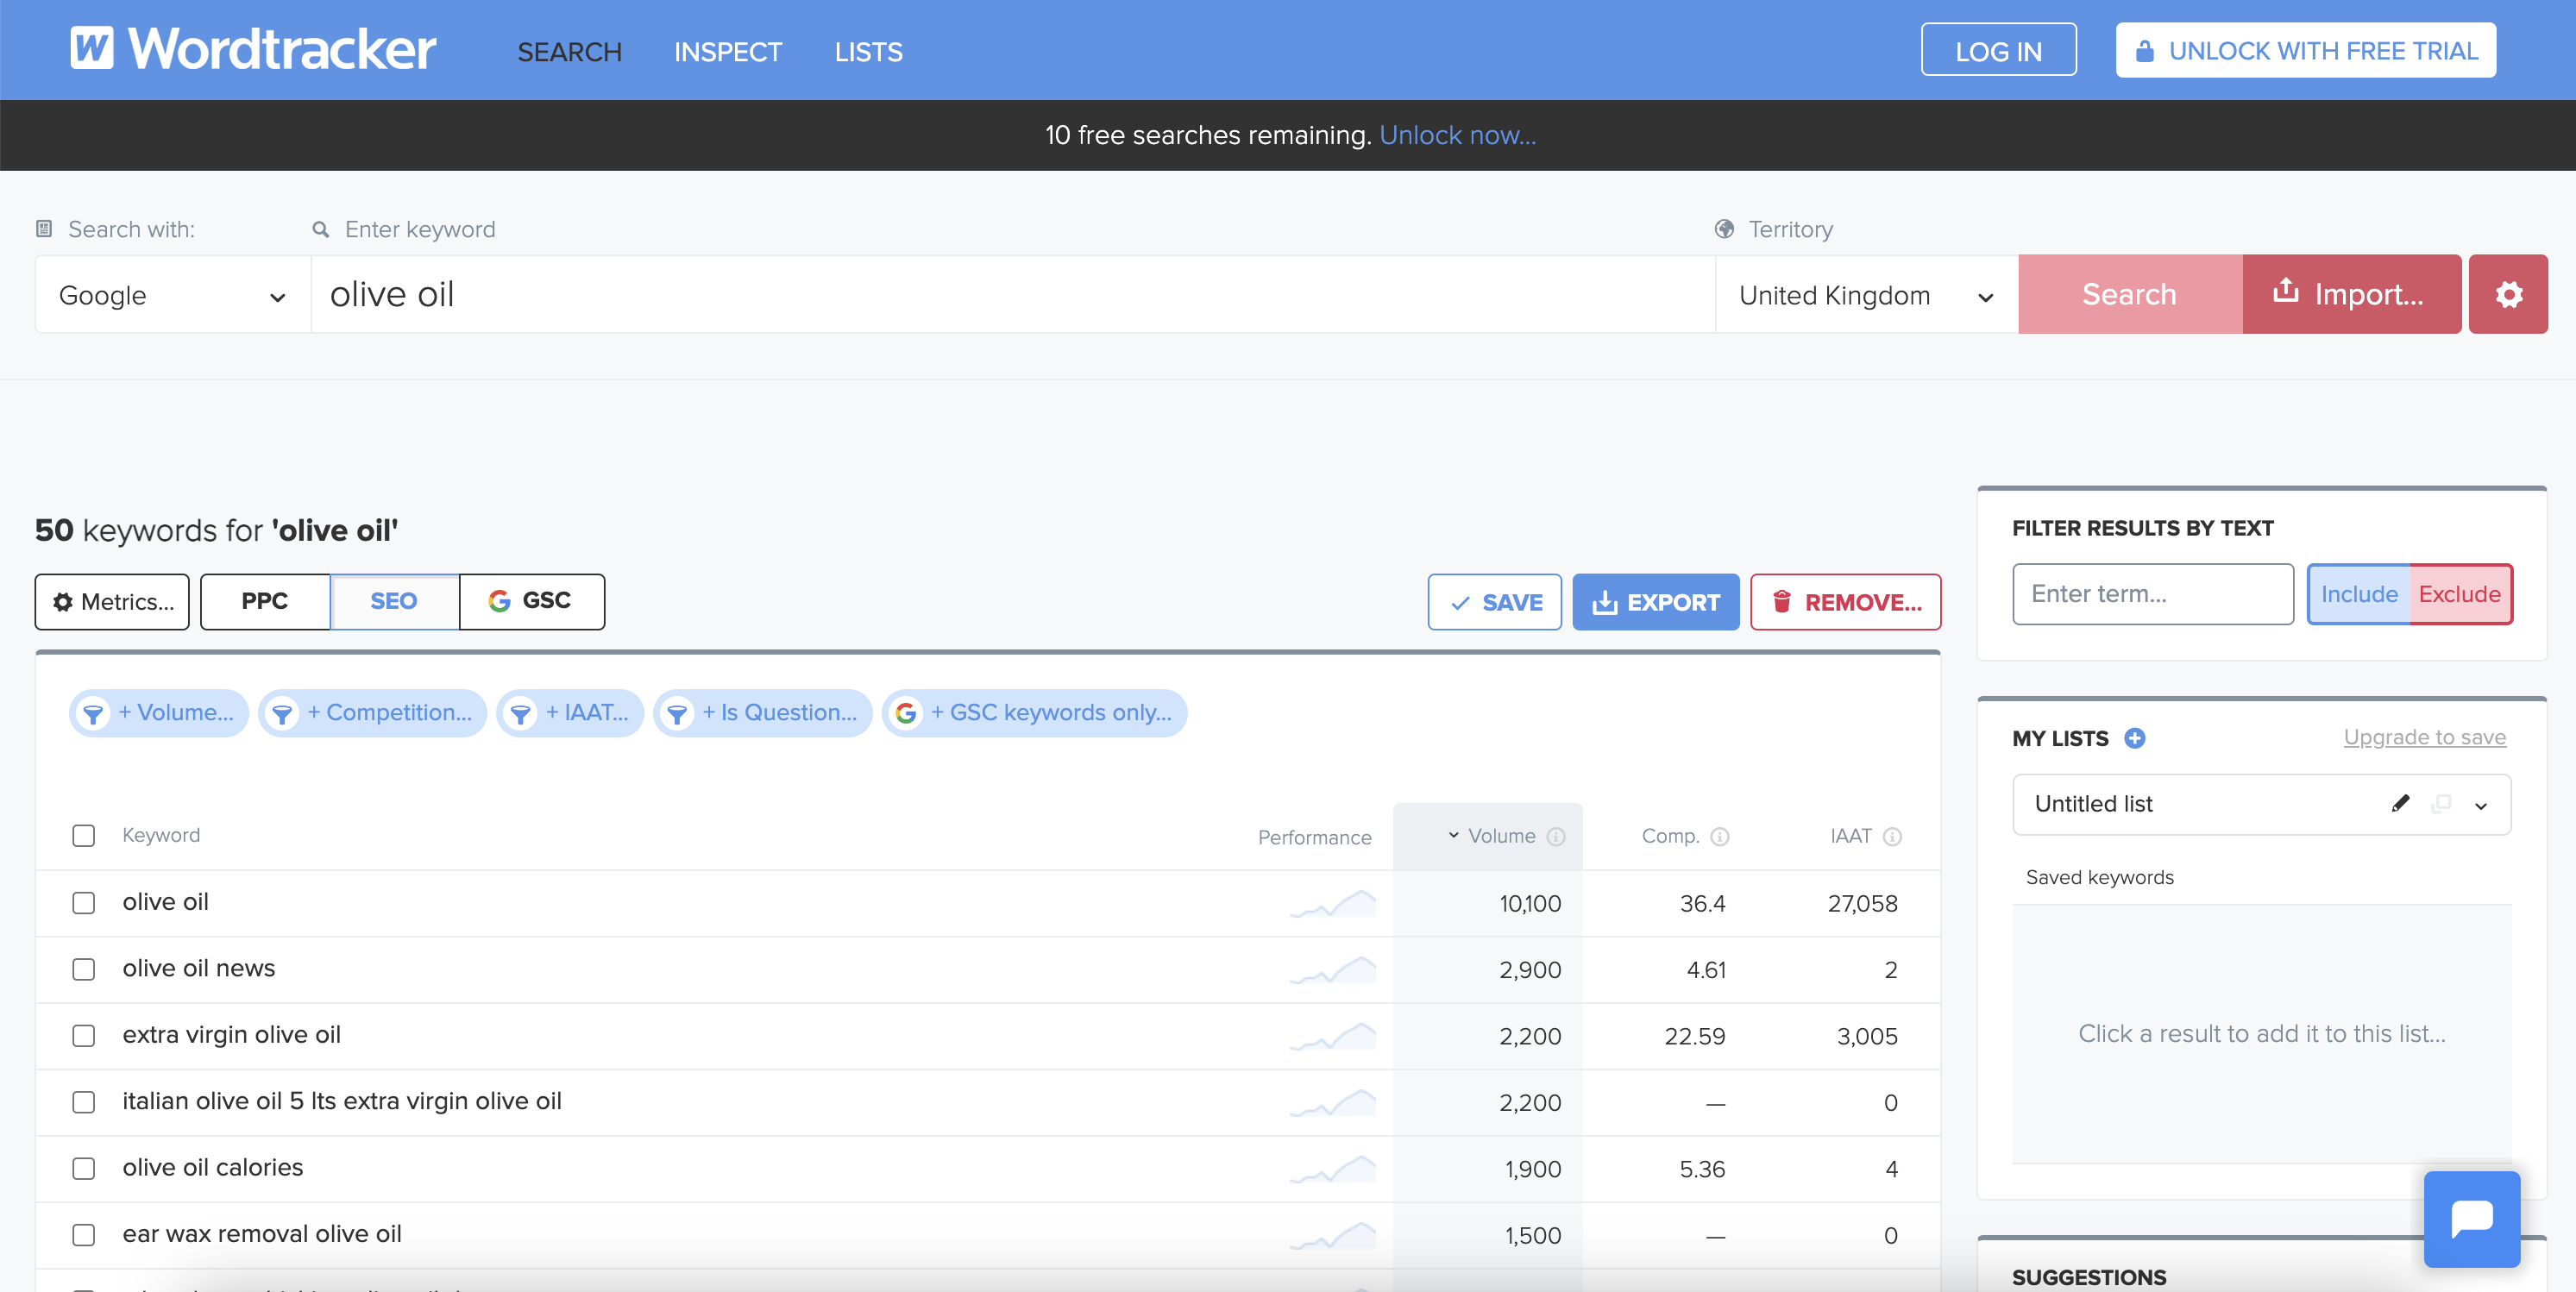 W Wordtracker SEARCH INSPECT LISTS LOG IN UNLOCK WITH FREE TRIAL
10 free searches remaining. Unlock now...
Search with: Enter keyword Territory
Google olive oil United Kingdom Search Import...
50 keywords for 'olive oil'
Metrics... PPC SEO GSC SAVE EXPORT REMOVE...
+ Volume... + Competition... + IAAT... + Is Question... + GSC keywords only...
Keyword Performance Volume Comp. IAAT
olive oil 10,100 36.4 27,058
olive oil news 2,900 4.61 2
extra virgin olive oil 2,200 22.59 3,005
italian olive oil 5 lts extra virgin olive oil 2,200 — 0
olive oil calories 1,900 5.36 4
ear wax removal olive oil 1,500 — 0
FILTER RESULTS BY TEXT
Enter term... Include Exclude
MY LISTS Upgrade to save
Untitled list
Saved keywords
Click a result to add it to this list...
SUGGESTIONS